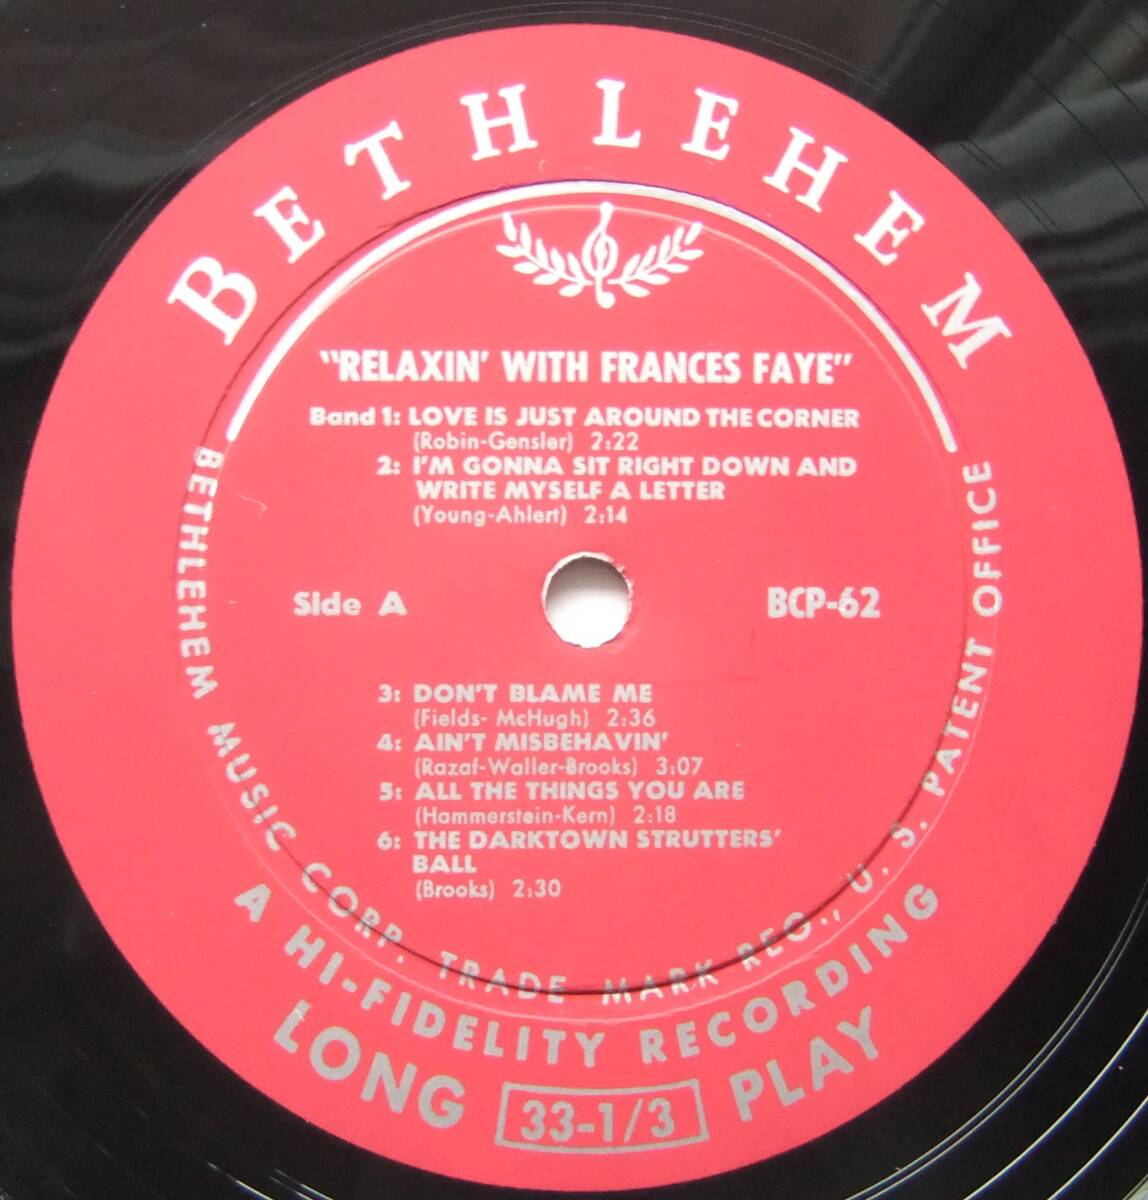 BETHLEHEM
"RELAXIN' WITH FRANCES FAYE"
Band 1: LOVE IS JUST AROUND THE CORNER
(Robin-Gensler) 2:22
2: I'M GONNA SIT RIGHT DOWN AND
WRITE MYSELF A LETTER
(Young-Ahlert) 2:14
Side A
BCP-62
3: DON'T BLAME ME
(Fields- McHugh) 2:36
4: AIN'T MISBEHAVIN'
(Razaf-Waller-Brooks) 3:07
5: ALL THE THINGS YOU ARE
(Hammerstein-Kern) 2:18
6: THE DARKTOWN STRUTTERS'
BALL
(Brooks) 2:30
BETHLEHEM MUSIC CORP. TRADE MARK REG., U. S. PATENT OFFICE
A HI-FIDELITY RECORDING
LONG 33-1/3 PLAY